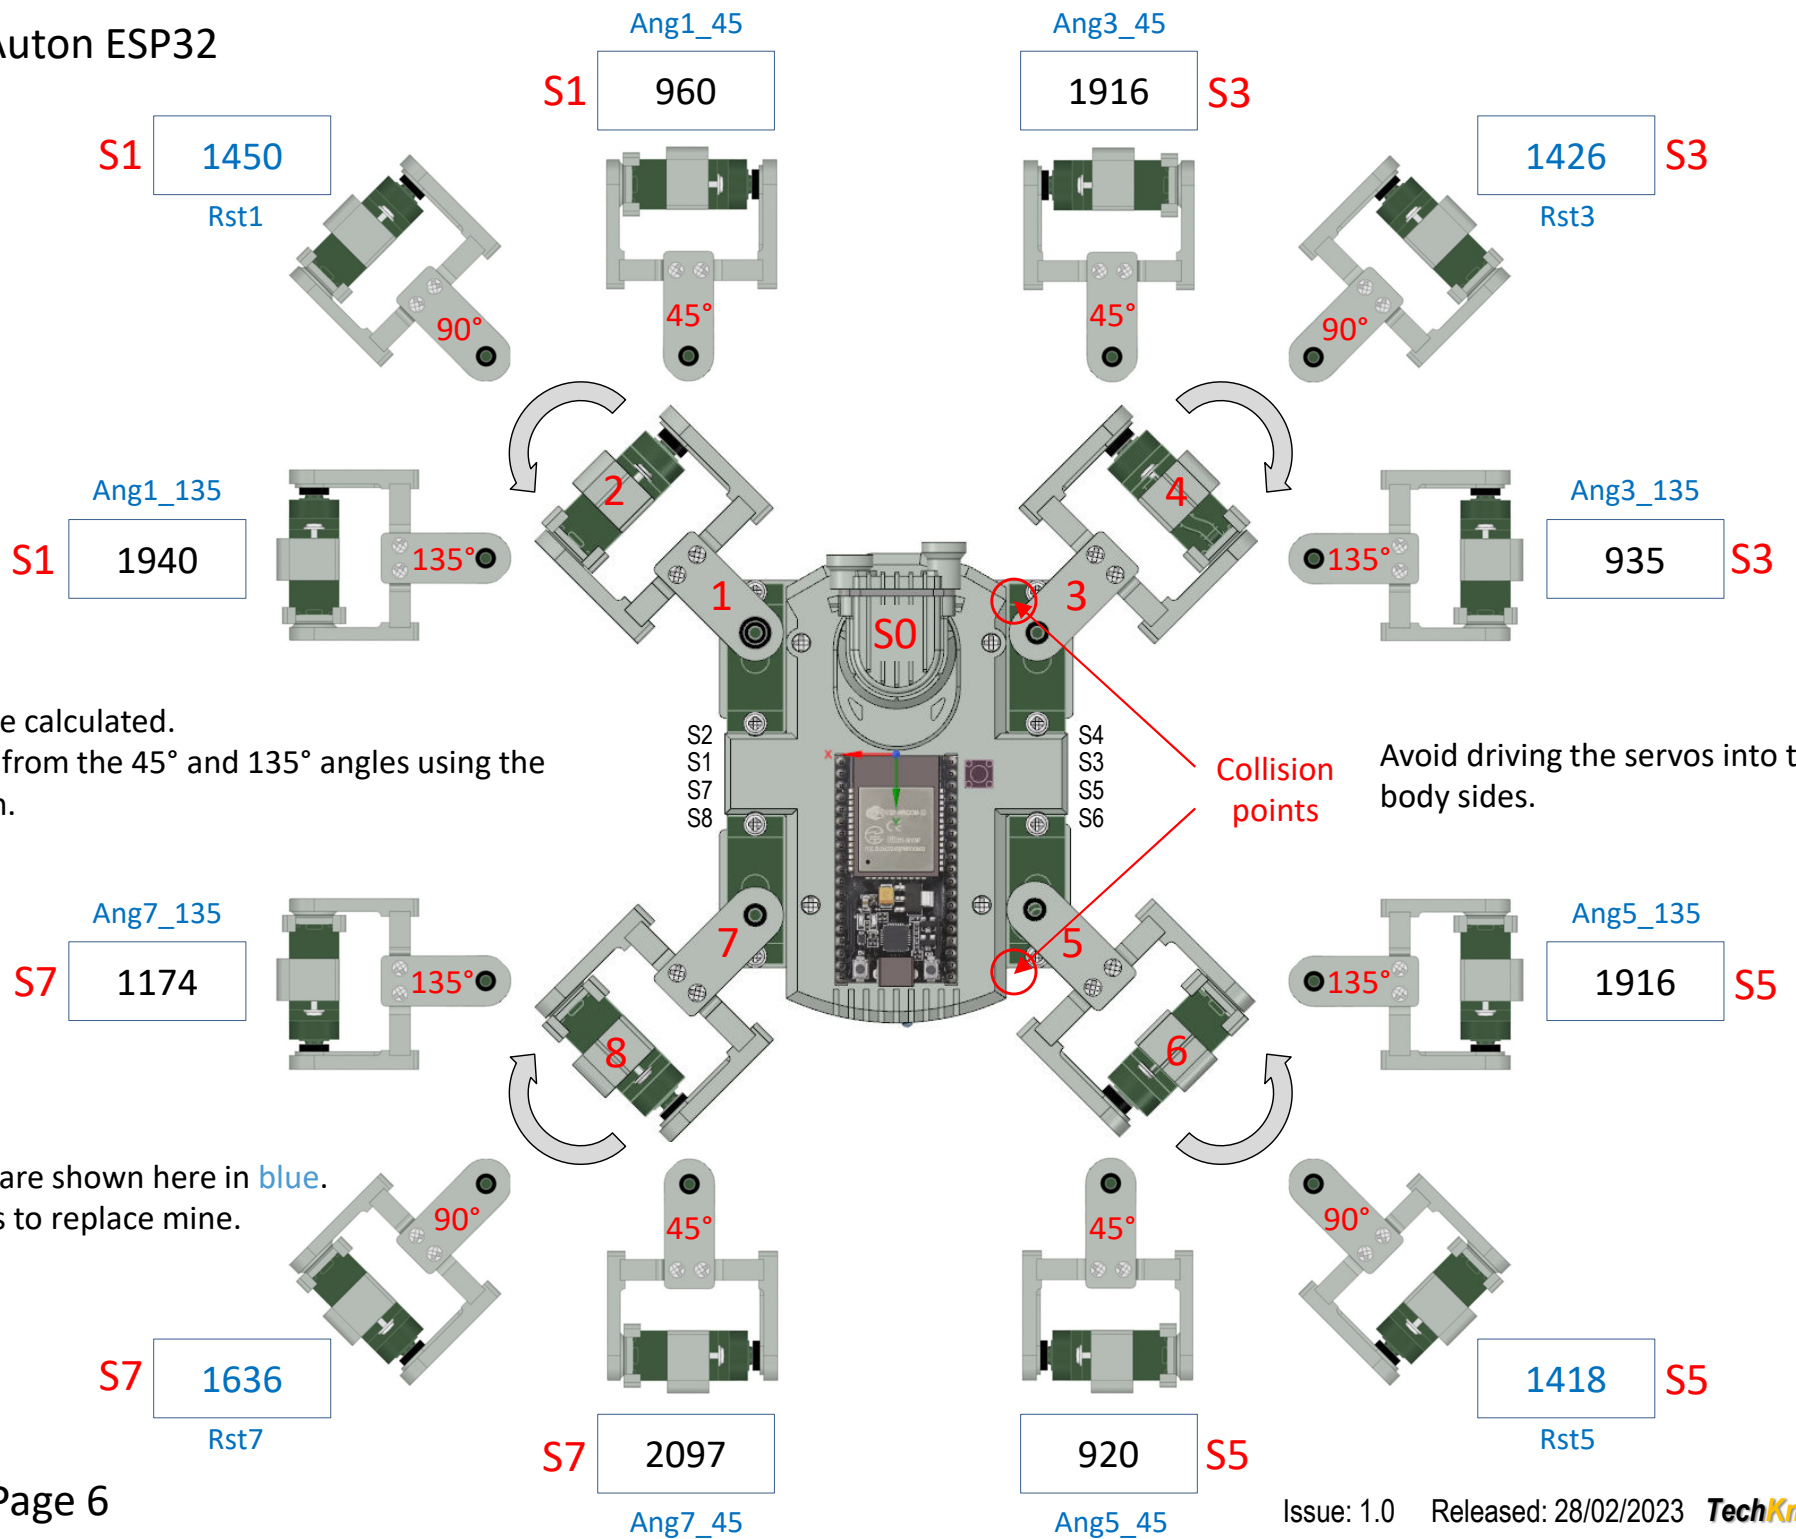 Auton ESP32
Ang1_45
Ang3_45
S1 960
1916 S3
S1 1450
Rst1
1426 S3
Rst3
90°
45°
45°
90°
Ang1_135
S1 1940
135°
2
4
135°
Ang3_135
935 S3
1
3
S0
e calculated.
from the 45° and 135° angles using the
n.
S2
S1
S7
S8
S4
S3
S5
S6
X
Collision
points
Avoid driving the servos into t
body sides.
Ang7_135
S7 1174
135°
7
5
135°
Ang5_135
1916 S5
8
6
are shown here in blue.
s to replace mine.
90°
45°
45°
90°
S7 1636
Rst7
1418 S5
Rst5
S7 2097
Ang7_45
920 S5
Ang5_45
Page 6
Issue: 1.0 Released: 28/02/2023 TechKn